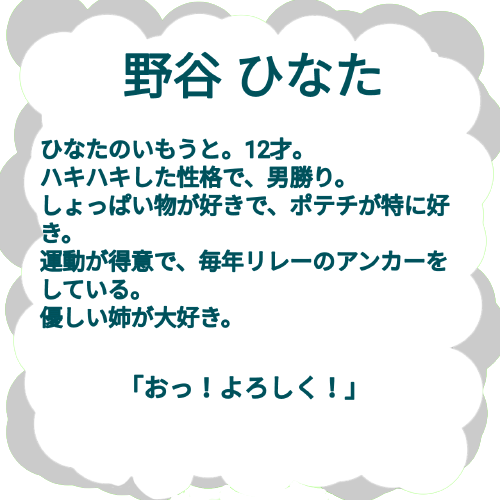 野谷 ひなた
ひなたのいもうと。12才。
ハキハキした性格で、男勝り。
しょっぱい物が好きで、ポテチが特に好
き。
運動が得意で、毎年リレーのアンカーを
している。
優しい姉が大好き。
「おっ！よろしく！」